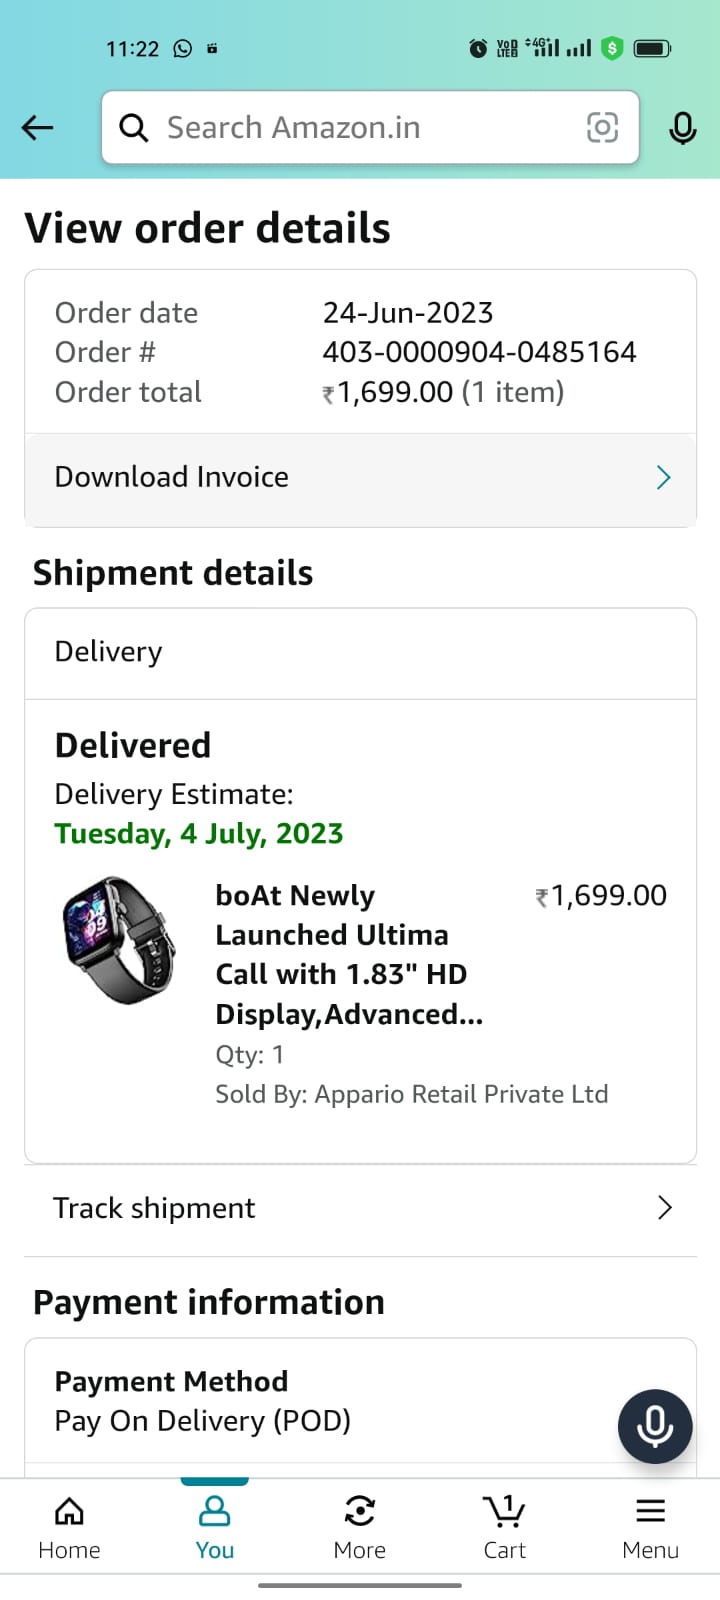 11:22
VoD LTED 4G+
Search Amazon.in
View order details
Order date 24-Jun-2023
Order # 403-0000904-0485164
Order total ₹1,699.00 (1 item)
Download Invoice
Shipment details
Delivery
Delivered
Delivery Estimate:
Tuesday, 4 July, 2023
boAt Newly ₹1,699.00
Launched Ultima
Call with 1.83" HD
Display,Advanced...
Qty: 1
Sold By: Appario Retail Private Ltd
Track shipment
Payment information
Payment Method
Pay On Delivery (POD)
1
Home You More Cart Menu